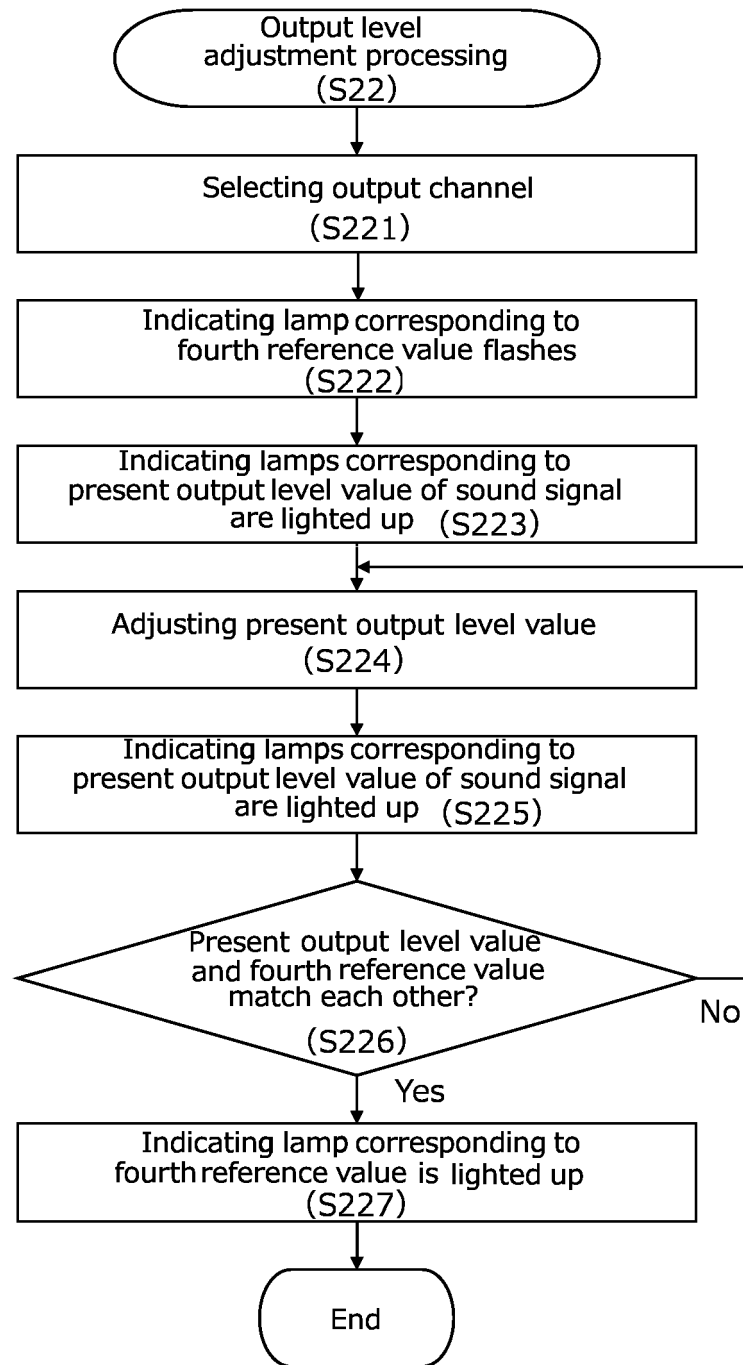 Output level
adjustment processing
(S22)
Selecting output channel
(S221)
Indicating lamp corresponding to
fourth reference value flashes
(S222)
Indicating lamps corresponding to
present output level value of sound signal
are lighted up (S223)
Adjusting present output level value
(S224)
Indicating lamps corresponding to
present output level value of sound signal
are lighted up (S225)
Present output level value
and fourth reference value
match each other?
(S226)
No
Yes
Indicating lamp corresponding to
fourth reference value is lighted up
(S227)
End